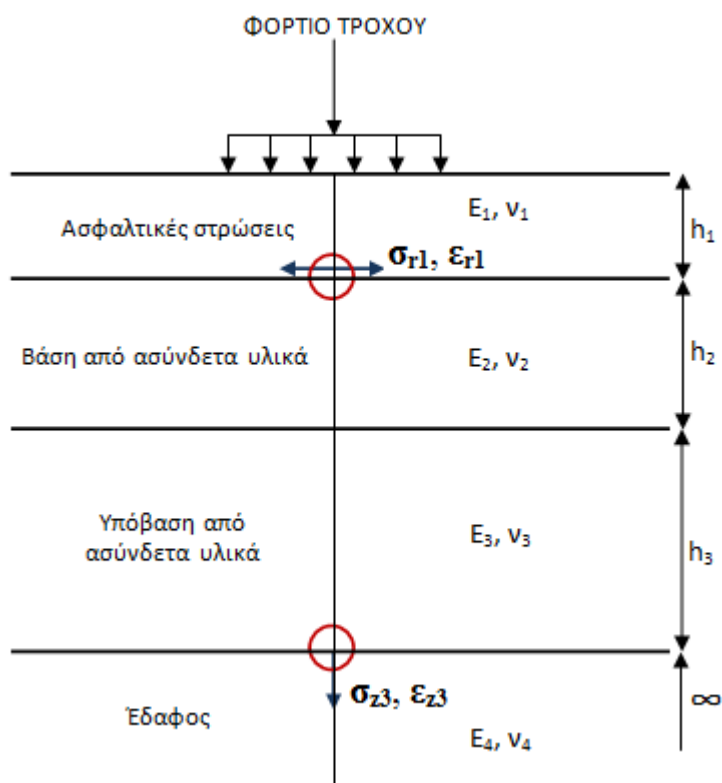 ΦΟΡΤΙΟ ΤΡΟΧΟΥ
Ασφαλτικές στρώσεις
E₁, ν₁
h₁
σr1, εr1
Βάση από ασύνδετα υλικά
E₂, ν₂
h₂
Υπόβαση από
ασύνδετα υλικά
E₃, ν₃
h₃
σz3, εz3
Έδαφος
E₄, ν₄
∞